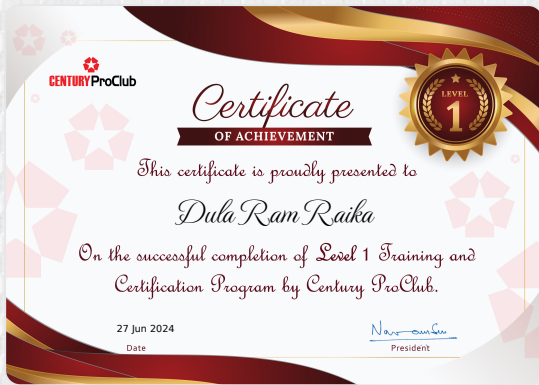 CENTURY ProClub
Certificate
OF ACHIEVEMENT
LEVEL
1
This certificate is proudly presented to
Dula Ram Raika
On the successful completion of Level 1 Training and
Certification Program by Century ProClub.
27 Jun 2024
Date
President